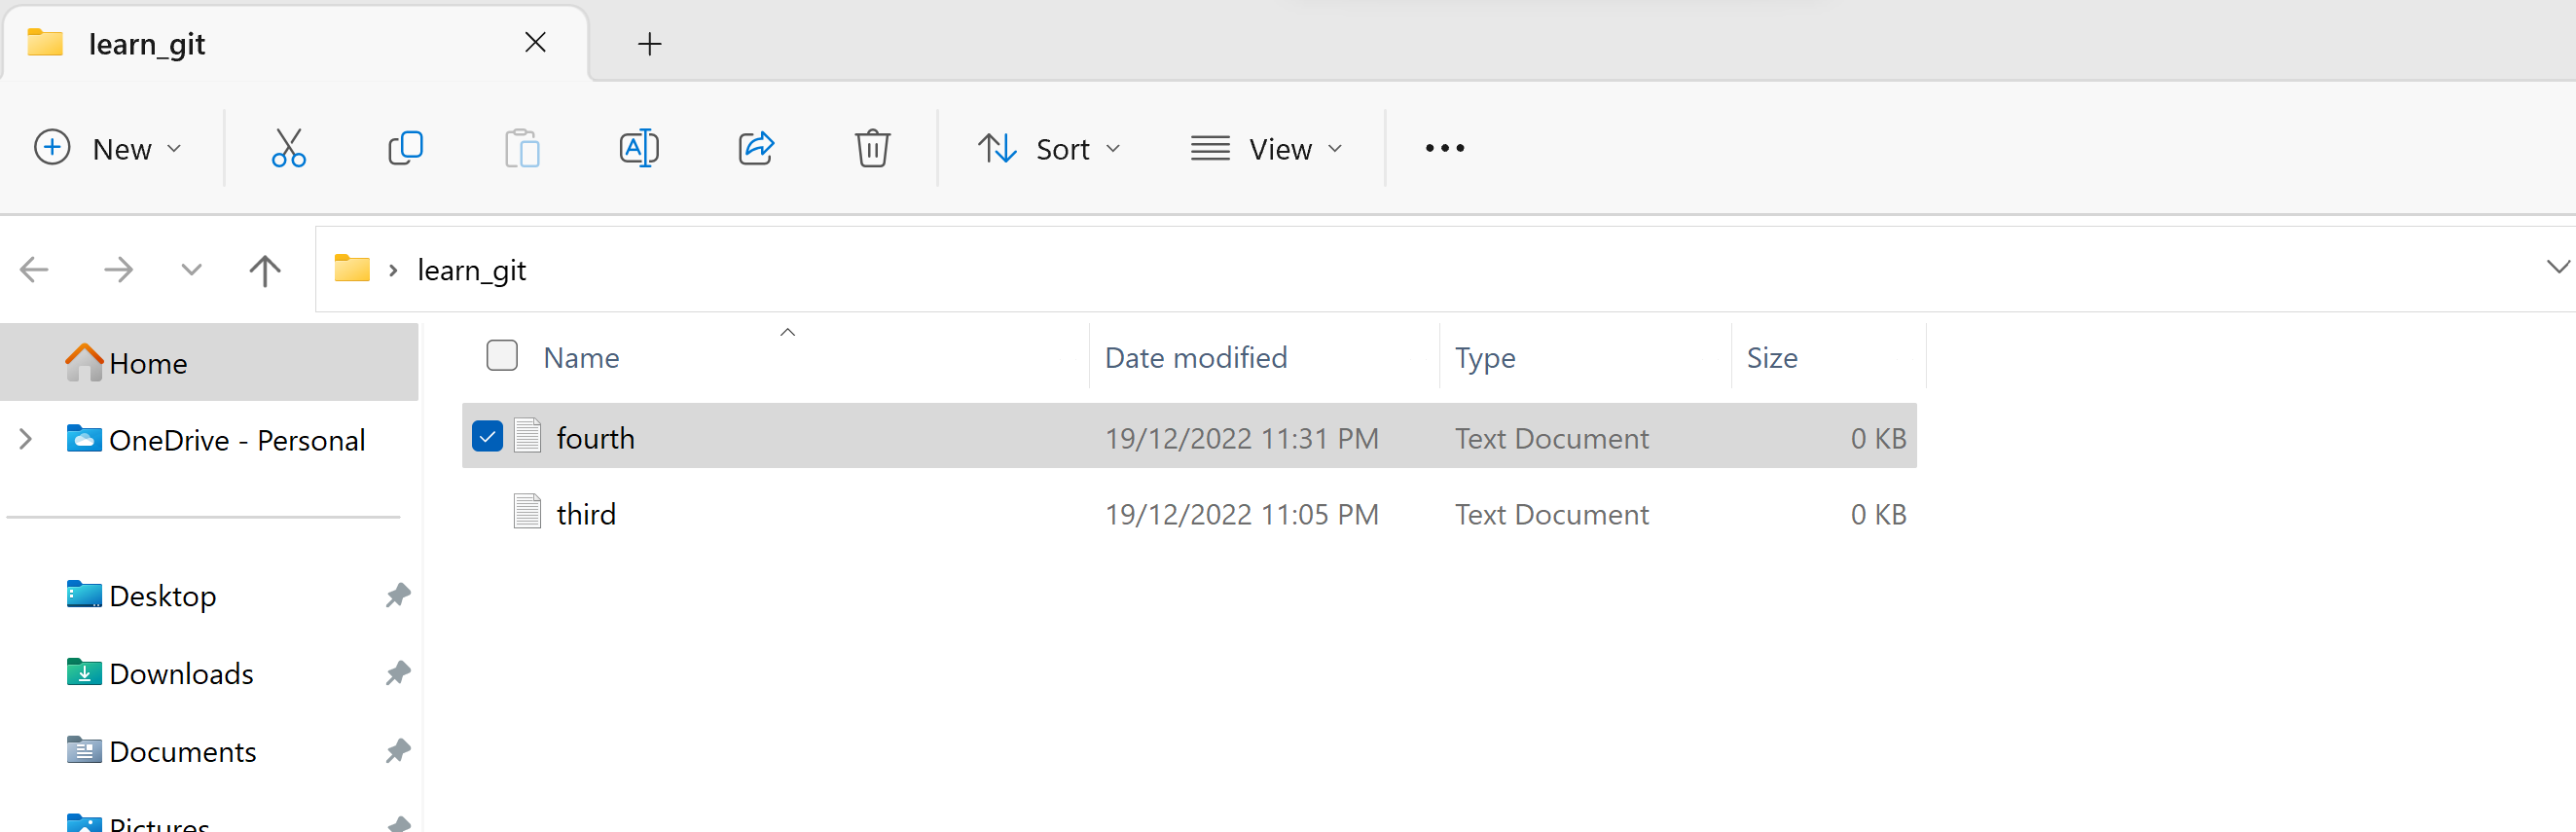 learn_git
New Sort View
learn_git
Name Date modified Type Size
Home
fourth 19/12/2022 11:31 PM Text Document 0 KB
OneDrive - Personal
third 19/12/2022 11:05 PM Text Document 0 KB
Desktop
Downloads
Documents
Pictures